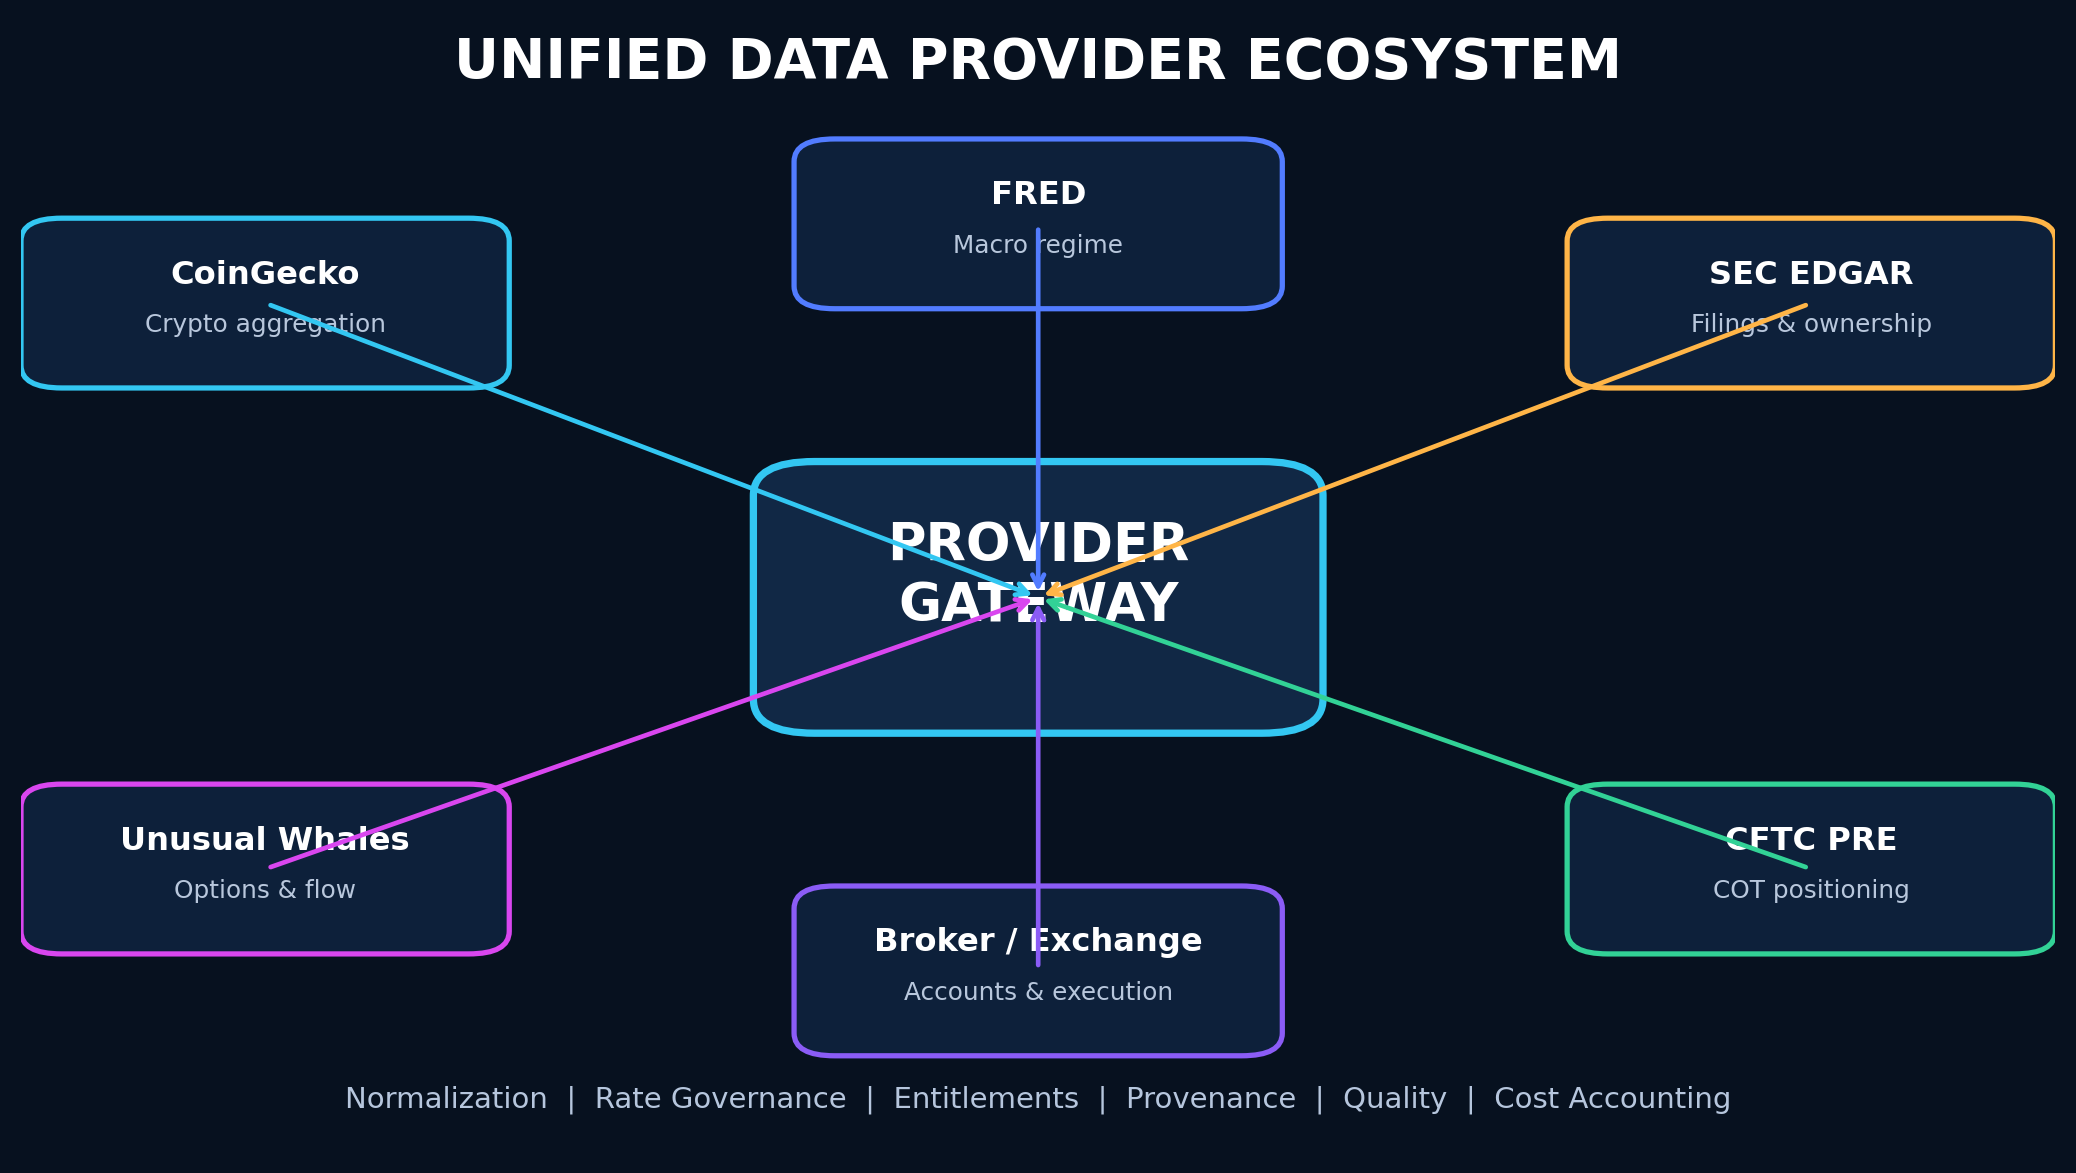 UNIFIED DATA PROVIDER ECOSYSTEM
FRED
Macro regime
CoinGecko
Crypto aggregation
SEC EDGAR
Filings & ownership
PROVIDER
GATEWAY
Unusual Whales
Options & flow
CFTC PRE
COT positioning
Broker / Exchange
Accounts & execution
Normalization | Rate Governance | Entitlements | Provenance | Quality | Cost Accounting